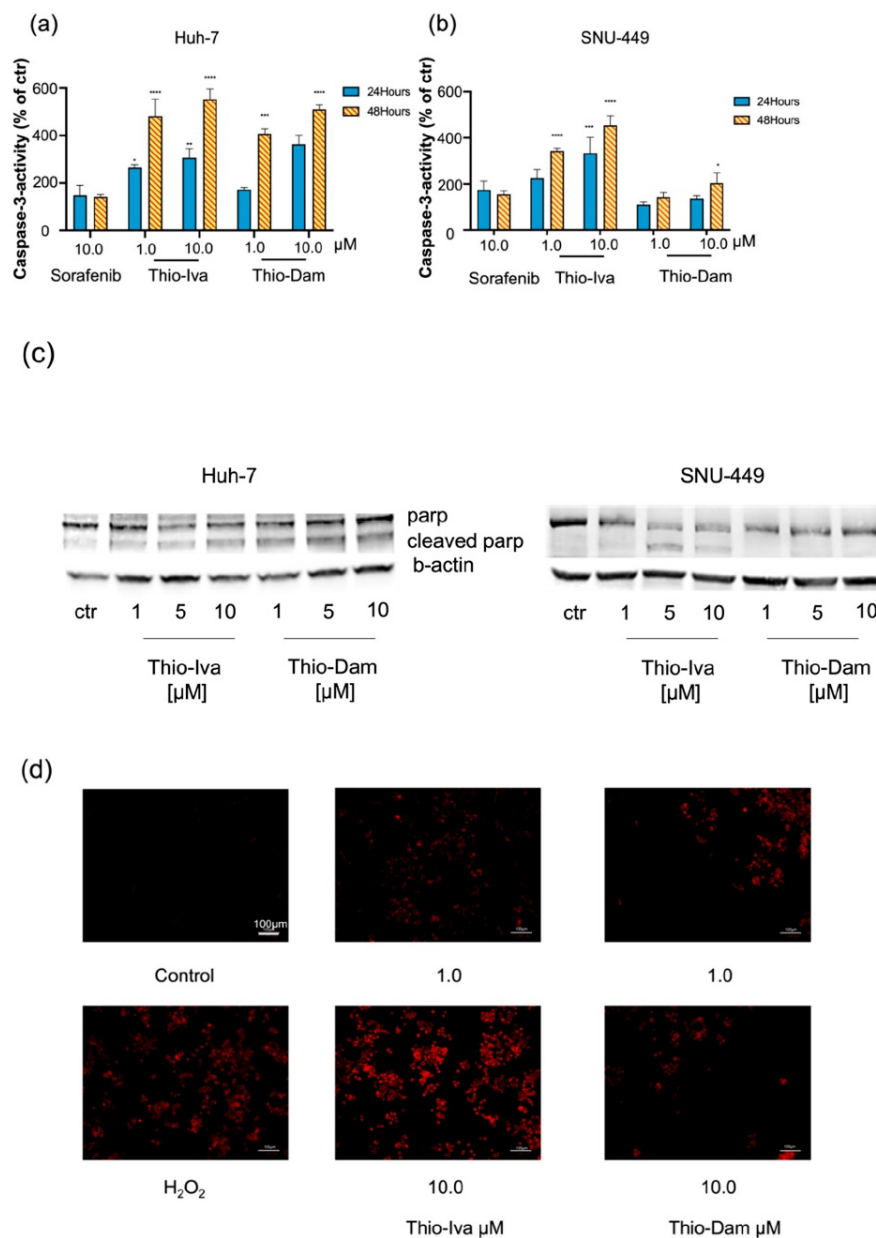 (a)
Huh-7
Caspase-3-activity (% of ctr)
600
400
200
0
* **** ** **** *** ****
24Hours
48Hours
10.0 1.0 10.0 1.0 10.0 µM
Sorafenib Thio-Iva Thio-Dam
(b)
SNU-449
Caspase-3-activity (% of ctr)
600
400
200
0
**** *** **** *
24Hours
48Hours
10.0 1.0 10.0 1.0 10.0 µM
Sorafenib Thio-Iva Thio-Dam
(c)
Huh-7
parp
cleaved parp
b-actin
ctr 1 5 10 1 5 10
Thio-Iva Thio-Dam
[µM] [µM]
SNU-449
ctr 1 5 10 1 5 10
Thio-Iva Thio-Dam
[µM] [µM]
(d)
100µm 100µm 100µm
Control 1.0 1.0
100µm 100µm 100µm
H₂O₂ 10.0 10.0
Thio-Iva µM Thio-Dam µM